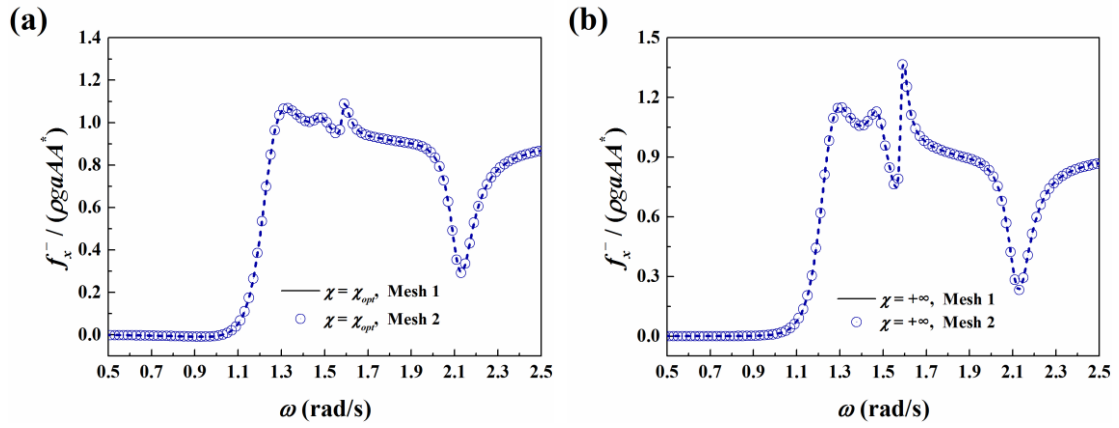 (a)
1.4
1.2
1.0
0.8
0.6
0.4
0.2
0.0
f_x^- / (ρgaAA*)
χ = χ_opt, Mesh 1
χ = χ_opt, Mesh 2
0.5 0.7 0.9 1.1 1.3 1.5 1.7 1.9 2.1 2.3 2.5
ω (rad/s)
(b)
1.5
1.2
0.9
0.6
0.3
0.0
f_x^- / (ρgaAA*)
χ = +∞, Mesh 1
χ = +∞, Mesh 2
0.5 0.7 0.9 1.1 1.3 1.5 1.7 1.9 2.1 2.3 2.5
ω (rad/s)